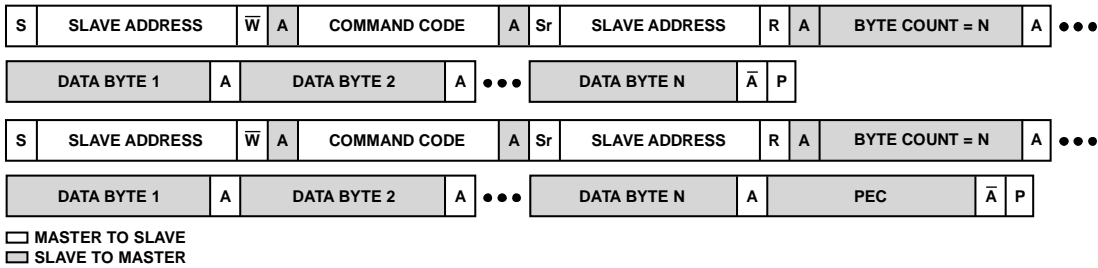 S SLAVE ADDRESS W̅ A COMMAND CODE A Sr SLAVE ADDRESS R A BYTE COUNT = N A •••
DATA BYTE 1 A DATA BYTE 2 A ••• DATA BYTE N A̅ P
S SLAVE ADDRESS W̅ A COMMAND CODE A Sr SLAVE ADDRESS R A BYTE COUNT = N A •••
DATA BYTE 1 A DATA BYTE 2 A ••• DATA BYTE N A PEC A̅ P
MASTER TO SLAVE
SLAVE TO MASTER